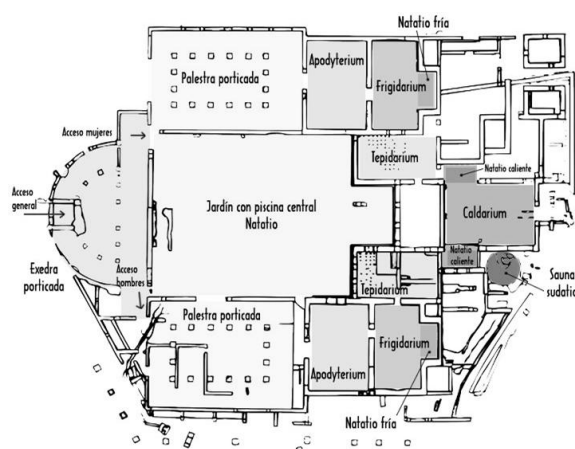 Natatio fría
Apodyterium
Palestra porticada
Frigidarium
Acceso mujeres
Tepidarium
Natatio caliente
Acceso
general
Jardín con piscina central
Natatio
Caldarium
Natatio
caliente
Exedra
porticada
Acceso
hombres
Sauna
sudatio
Tepidarium
Palestra porticada
Frigidarium
Apodyterium
Natatio fría